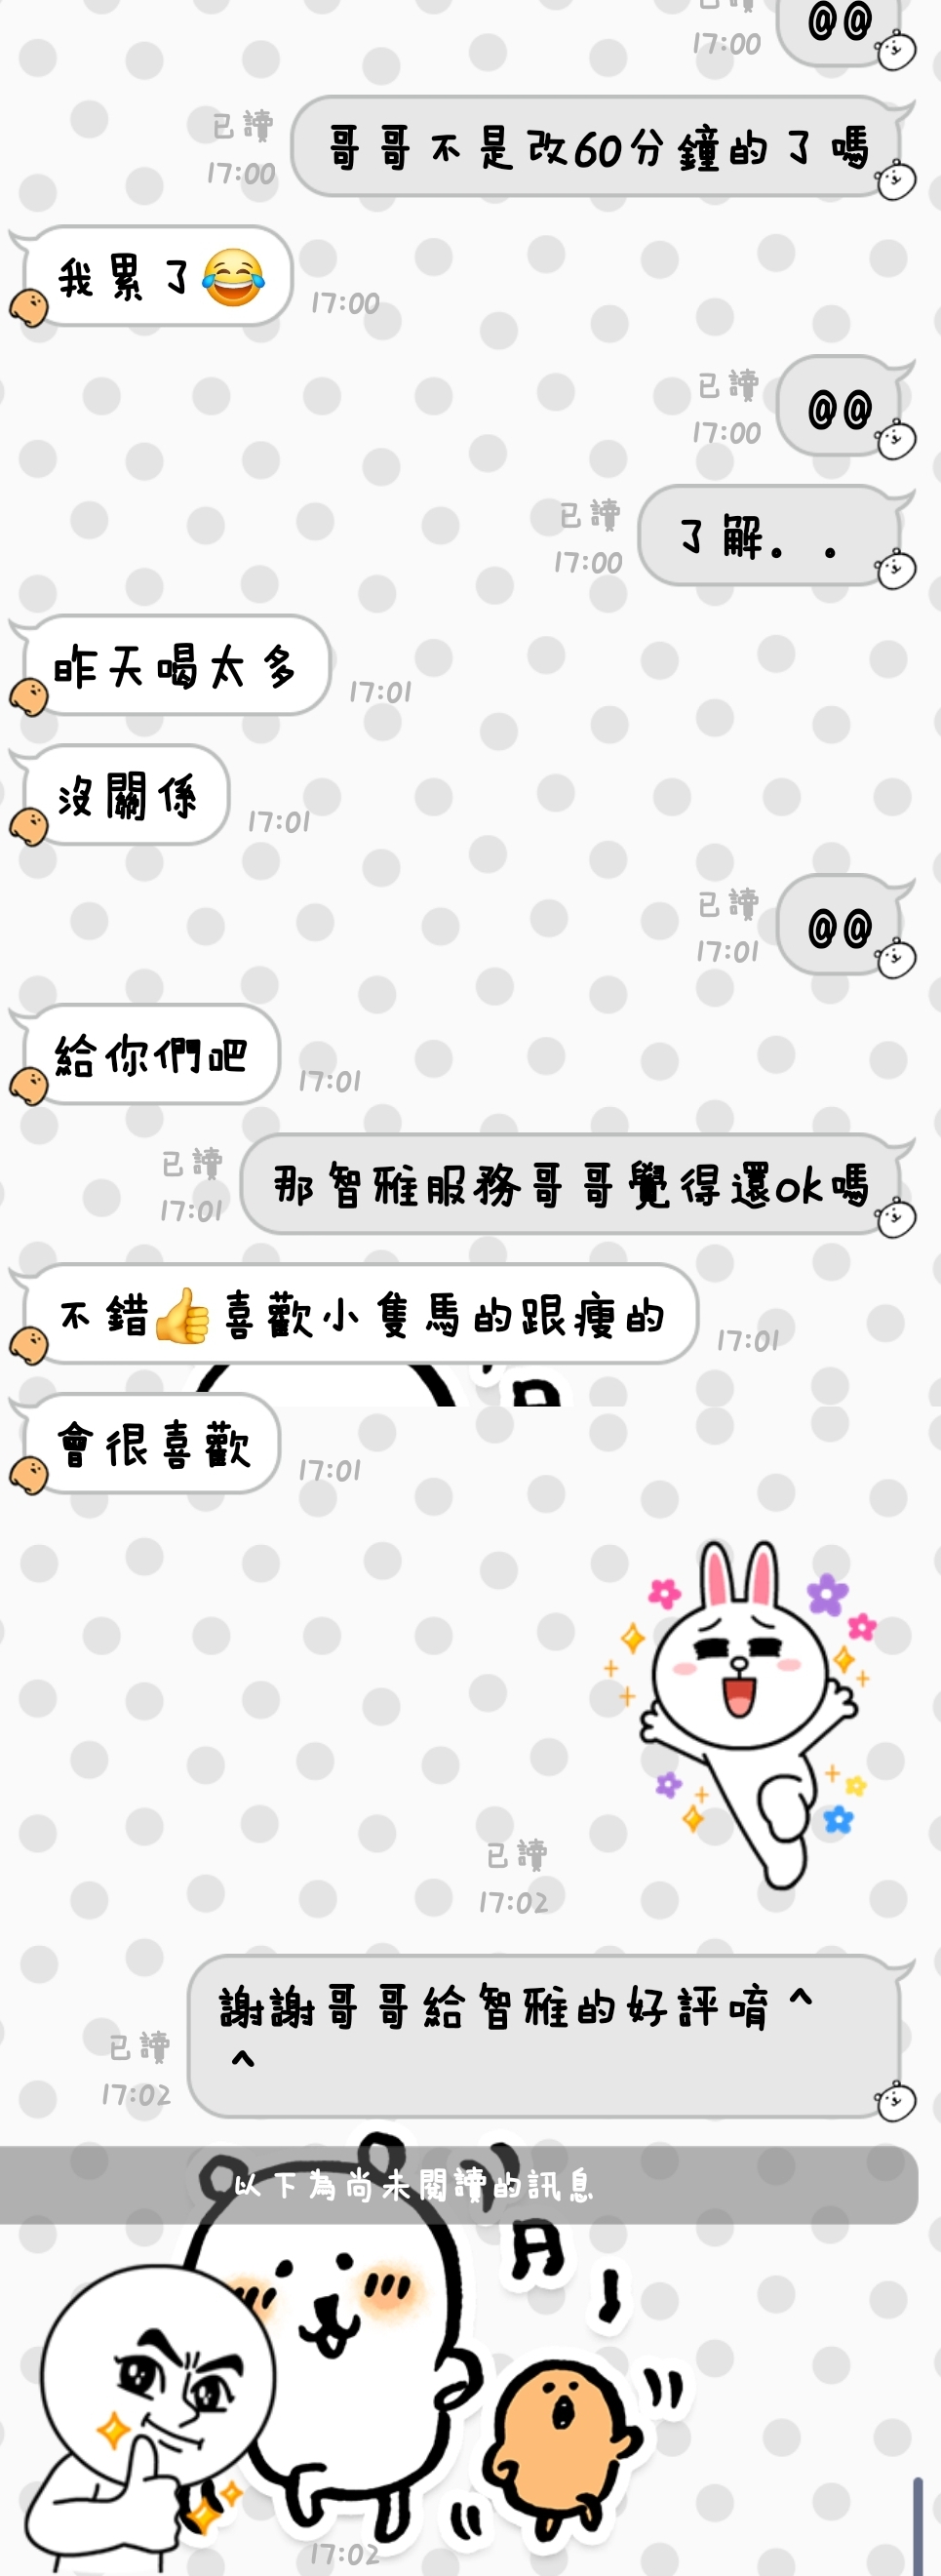 已讀
17:00
@@
已讀
17:00
哥哥不是改60分鐘的了嗎
我累了😂
17:00
已讀
17:00
@@
已讀
17:00
了解. .
昨天喝太多
17:01
沒關係
17:01
已讀
17:01
@@
給你們吧
17:01
已讀
17:01
那智雅服務哥哥覺得還ok嗎
不錯👍喜歡小隻馬的跟瘦的
17:01
會很喜歡
17:01
已讀
17:02
謝謝哥哥給智雅的好評唷^
^
已讀
17:02
以下為尚未閱讀的訊息
17:02